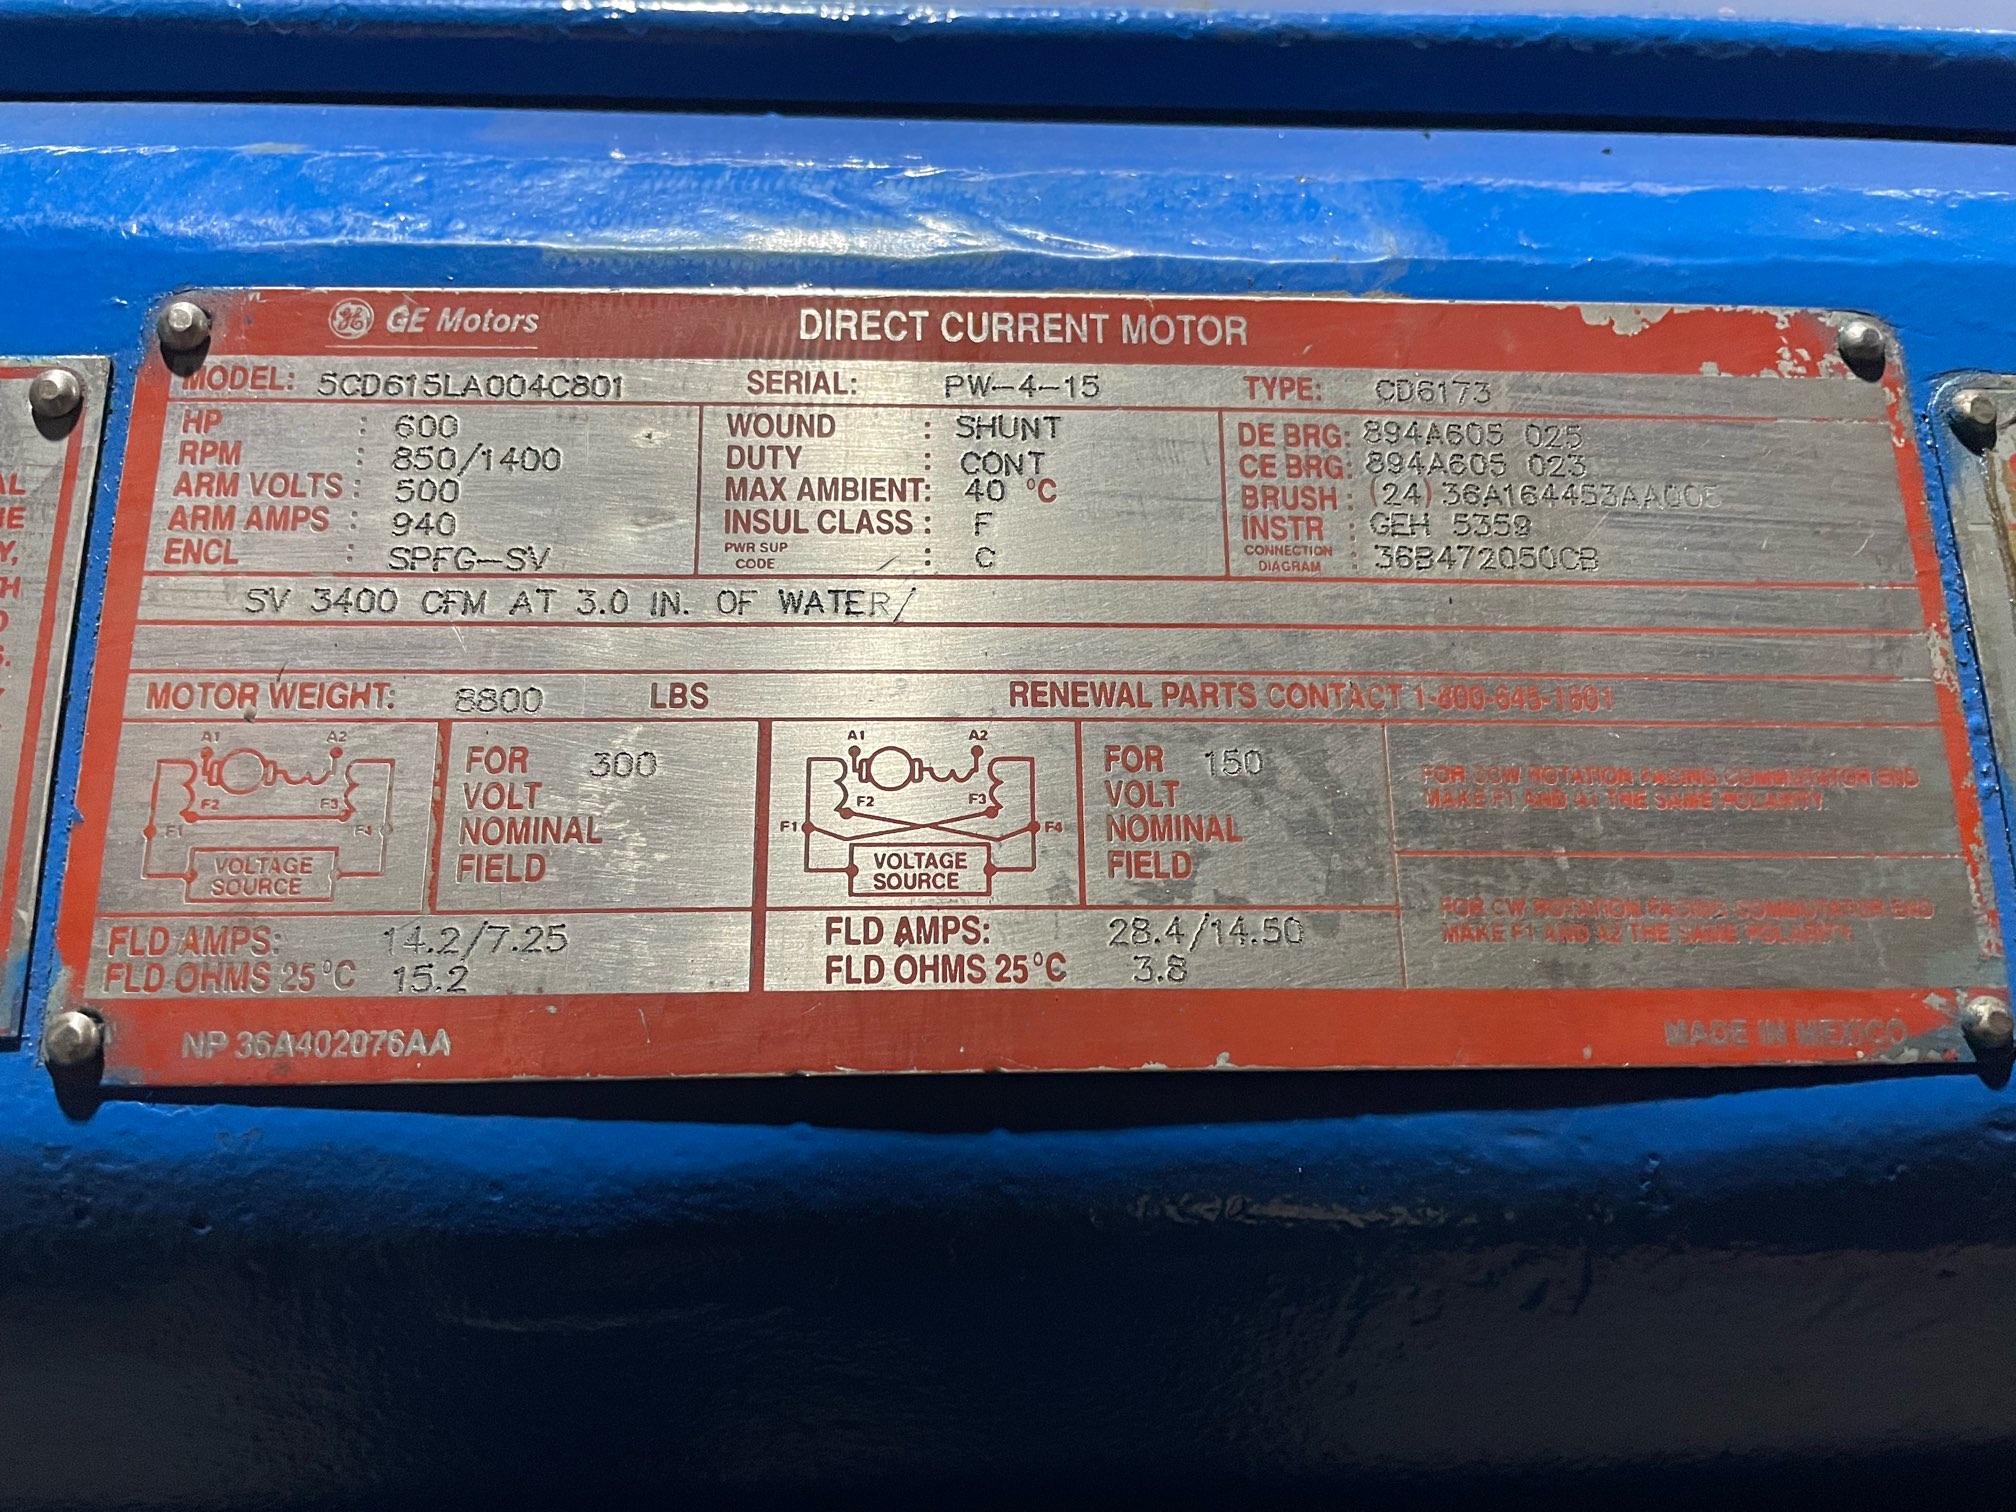 GE Motors DIRECT CURRENT MOTOR
MODEL: 5CD615LA004C801 SERIAL: PW-4-15 TYPE: CD6173
HP : 600
RPM : 850/1400
ARM VOLTS : 500
ARM AMPS : 940
ENCL : SPFG-SV
WOUND : SHUNT
DUTY : CONT
MAX AMBIENT: 40 °C
INSUL CLASS : F
PWR SUP
CODE : C
DE BRG: 894A605 025
CE BRG: 894A605 023
BRUSH : (24) 36A164453AA00
INSTR : GEH 5359
CONNECTION
DIAGRAM : 36B472050CB
SV 3400 CFM AT 3.0 IN. OF WATER/
MOTOR WEIGHT: 8800 LBS RENEWAL PARTS CONTACT 1-800-645-1601
A1 A2
F2 F3
F1 F4
VOLTAGE
SOURCE
FOR 300
VOLT
NOMINAL
FIELD
FLD AMPS: 14.2/7.25
FLD OHMS 25°C 15.2
A1 A2
F2 F3
F1 F4
VOLTAGE
SOURCE
FOR 150
VOLT
NOMINAL
FIELD
FLD AMPS: 28.4/14.50
FLD OHMS 25°C 3.8
FOR CCW ROTATION FACING COMMUTATOR END
MAKE F1 AND A1 THE SAME POLARITY
FOR CW ROTATION FACING COMMUTATOR END
MAKE F1 AND A2 THE SAME POLARITY
NP 36A402076AA MADE IN MEXICO